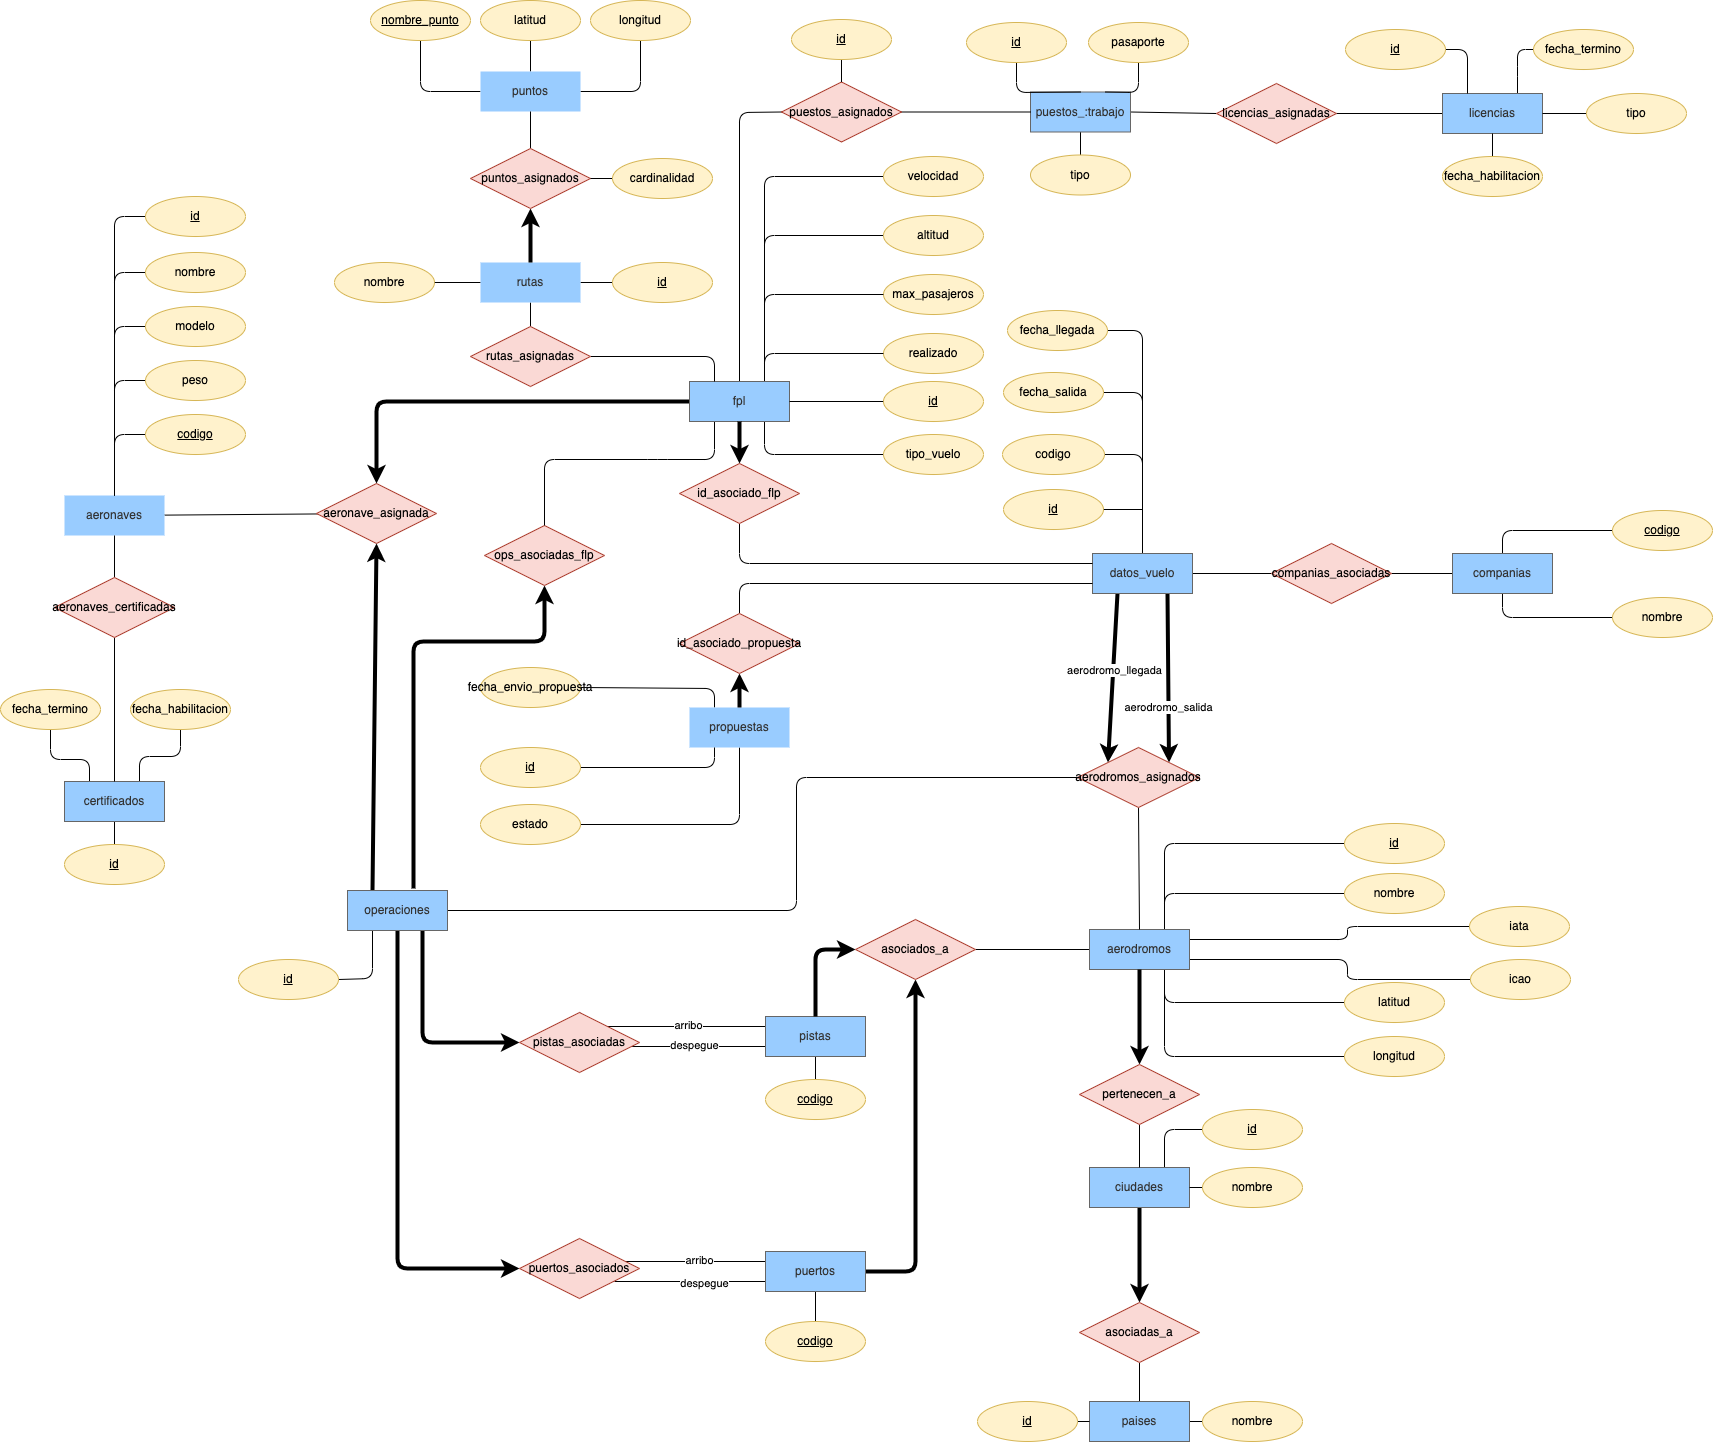 nombre_punto
latitud
longitud
id
id
pasaporte
id
fecha_termino
puntos
puestos_asignados
puestos_:trabajo
licencias_asignadas
licencias
tipo
puntos_asignados
cardinalidad
velocidad
tipo
fecha_habilitacion
id
altitud
nombre
nombre
rutas
id
max_pasajeros
modelo
rutas_asignadas
realizado
fecha_llegada
peso
fpl
id
fecha_salida
codigo
tipo_vuelo
codigo
aeronaves
aeronave_asignada
id_asociado_flp
id
codigo
ops_asociadas_flp
datos_vuelo
companias_asociadas
companias
aeronaves_certificadas
id_asociado_propuesta
nombre
aerodromo_llegada
fecha_termino
fecha_habilitacion
fecha_envio_propuesta
aerodromo_salida
propuestas
id
aerodromos_asignados
certificados
estado
id
id
nombre
operaciones
iata
asociados_a
aerodromos
id
icao
latitud
arribo
pistas_asociadas
pistas
despegue
longitud
codigo
pertenecen_a
id
ciudades
nombre
arribo
puertos_asociados
puertos
despegue
codigo
asociadas_a
id
paises
nombre